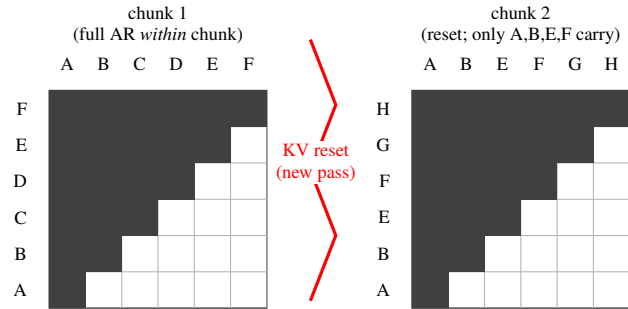 chunk 1
(full AR within chunk)
A B C D E F
F
E
D
C
B
A
KV reset
(new pass)
chunk 2
(reset; only A,B,E,F carry)
A B E F G H
H
G
F
E
B
A